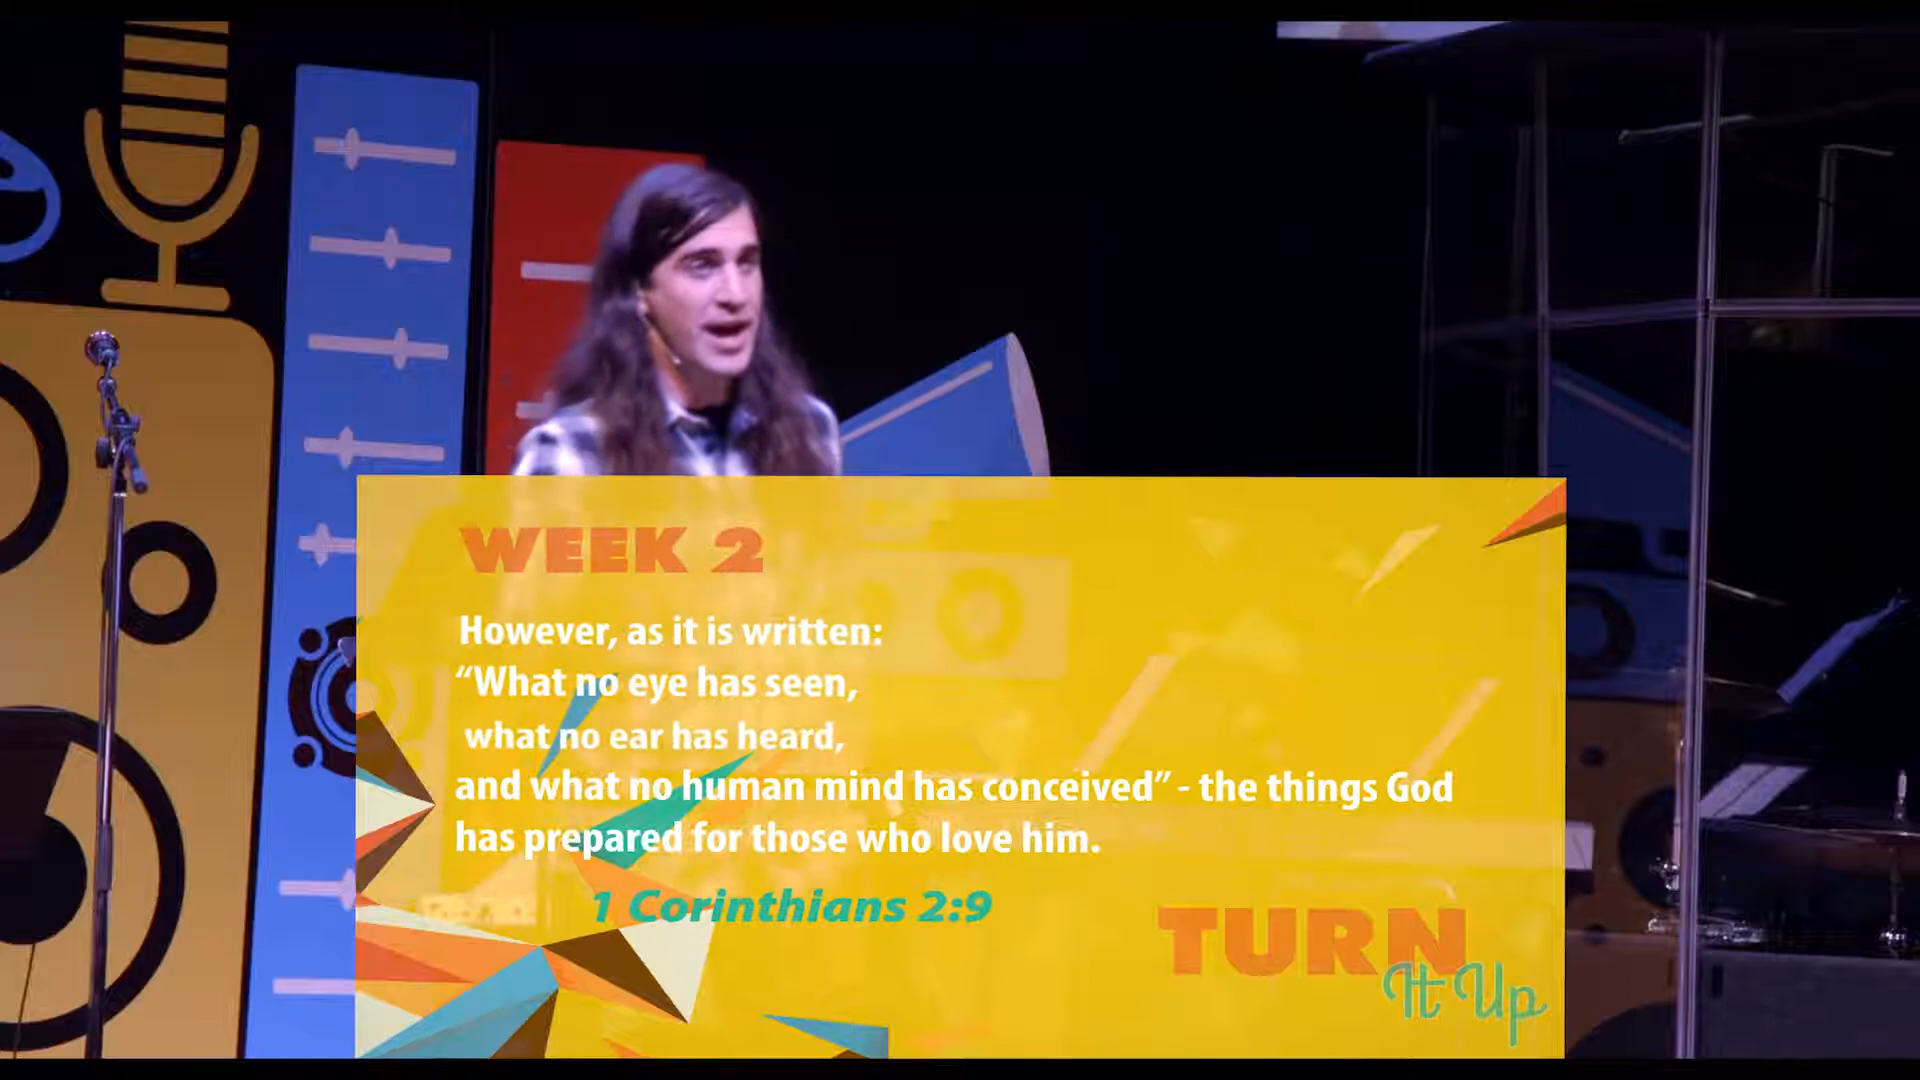 WEEK 2
However, as it is written:
“What no eye has seen,
what no ear has heard,
and what no human mind has conceived” - the things God
has prepared for those who love him.
1 Corinthians 2:9
TURN
It Up